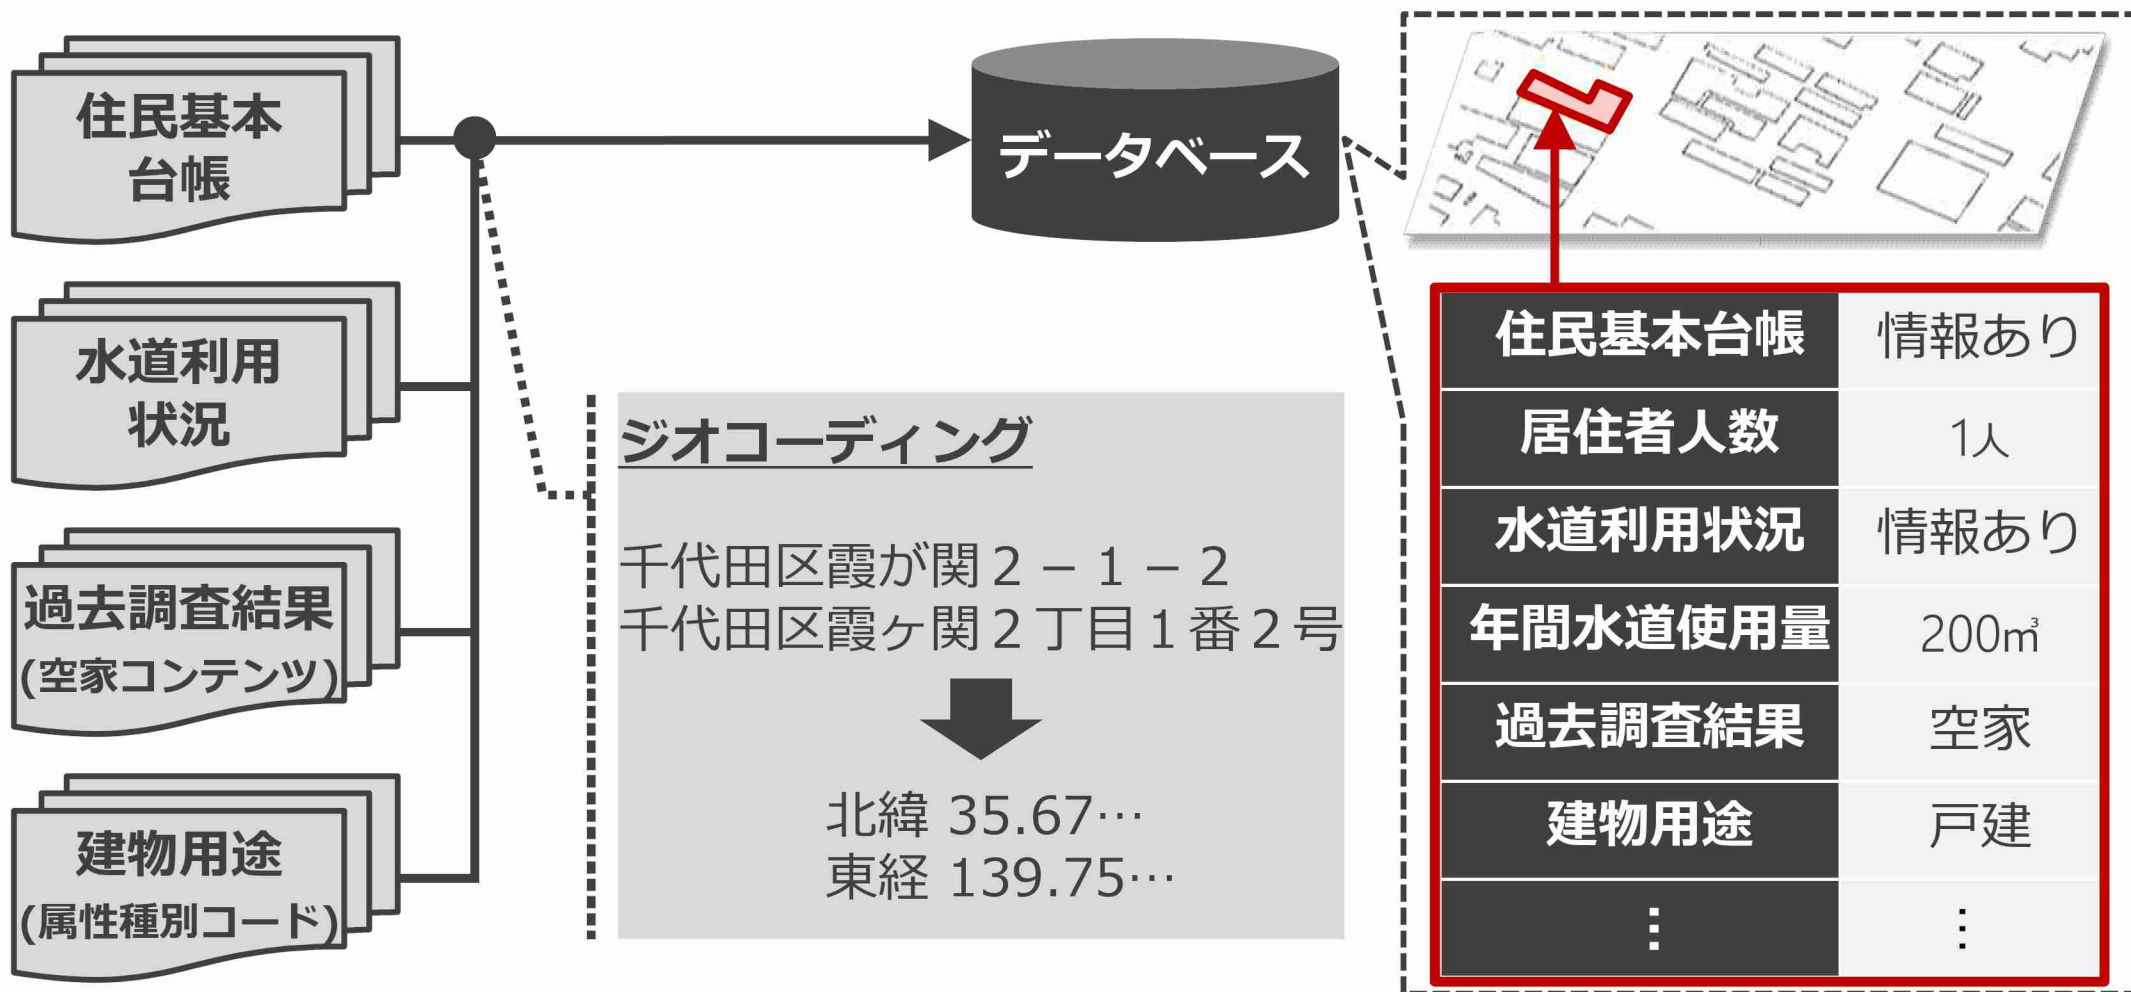 住民基本
台帳
水道利用
状況
過去調査結果
(空家コンテンツ)
建物用途
(属性種別コード)
データベース
ジオコーディング
千代田区霞が関２－１－２
千代田区霞ヶ関２丁目１番２号
北緯 35.67…
東経 139.75…
住民基本台帳 情報あり
居住者人数 1人
水道利用状況 情報あり
年間水道使用量 200㎥
過去調査結果 空家
建物用途 戸建
⋮ ⋮